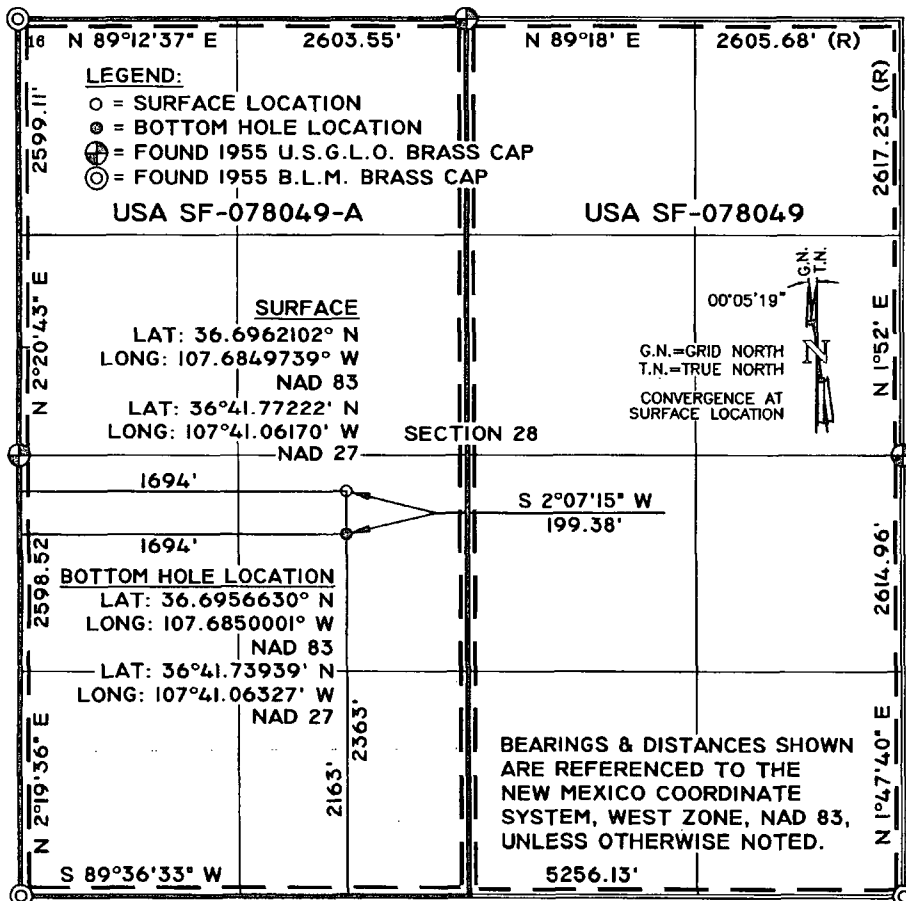 N 89°12'37" E 2603.55' N 89°18' E 2605.68' (R)
16
LEGEND:
= SURFACE LOCATION
= BOTTOM HOLE LOCATION
= FOUND 1955 U.S.G.L.O. BRASS CAP
= FOUND 1955 B.L.M. BRASS CAP
2599.11'
2617.23' (R)
USA SF-078049-A USA SF-078049
N 2°20'43" E
N 1°52' E
SURFACE
LAT: 36.6962102° N
LONG: 107.6849739° W
NAD 83
LAT: 36°41.77222' N
LONG: 107°41.06170' W
NAD 27
G.N.
T.N.
00°05'19"
N
G.N.=GRID NORTH
T.N.=TRUE NORTH
CONVERGENCE AT
SURFACE LOCATION
SECTION 28
1694'
S 2°07'15" W
199.38'
1694'
2598.52
2614.96'
BOTTOM HOLE LOCATION
LAT: 36.6956630° N
LONG: 107.6850001° W
NAD 83
LAT: 36°41.73939' N
LONG: 107°41.06327' W
NAD 27
2163'
2363'
N 2°19'36" E
N 1°47'40" E
BEARINGS & DISTANCES SHOWN
ARE REFERENCED TO THE
NEW MEXICO COORDINATE
SYSTEM, WEST ZONE, NAD 83,
UNLESS OTHERWISE NOTED.
S 89°36'33" W 5256.13'